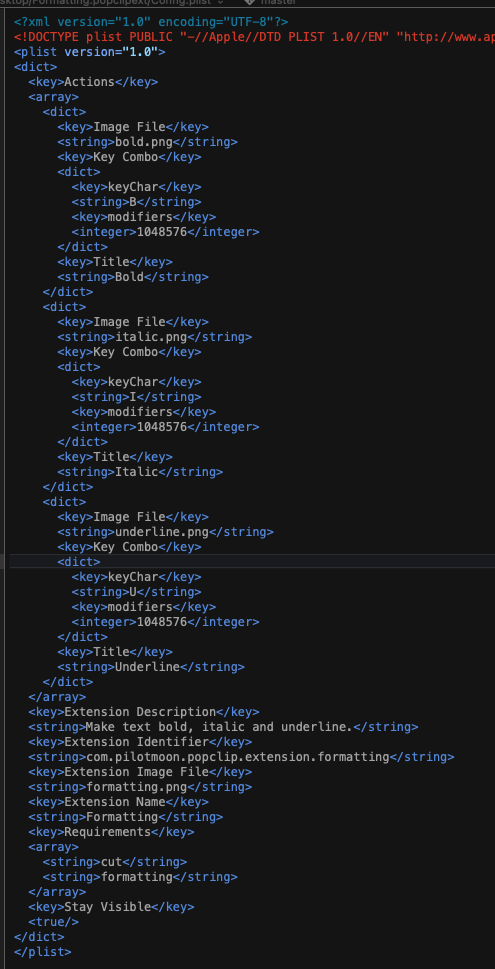 sktop/Formatting.popclipext/Config.plist master
<?xml version="1.0" encoding="UTF-8"?>
<!DOCTYPE plist PUBLIC "-//Apple//DTD PLIST 1.0//EN" "http://www.ap
<plist version="1.0">
<dict>
<key>Actions</key>
<array>
<dict>
<key>Image File</key>
<string>bold.png</string>
<key>Key Combo</key>
<dict>
<key>keyChar</key>
<string>B</string>
<key>modifiers</key>
<integer>1048576</integer>
</dict>
<key>Title</key>
<string>Bold</string>
</dict>
<dict>
<key>Image File</key>
<string>italic.png</string>
<key>Key Combo</key>
<dict>
<key>keyChar</key>
<string>I</string>
<key>modifiers</key>
<integer>1048576</integer>
</dict>
<key>Title</key>
<string>Italic</string>
</dict>
<dict>
<key>Image File</key>
<string>underline.png</string>
<key>Key Combo</key>
<dict>
<key>keyChar</key>
<string>U</string>
<key>modifiers</key>
<integer>1048576</integer>
</dict>
<key>Title</key>
<string>Underline</string>
</dict>
</array>
<key>Extension Description</key>
<string>Make text bold, italic and underline.</string>
<key>Extension Identifier</key>
<string>com.pilotmoon.popclip.extension.formatting</string>
<key>Extension Image File</key>
<string>formatting.png</string>
<key>Extension Name</key>
<string>Formatting</string>
<key>Requirements</key>
<array>
<string>cut</string>
<string>formatting</string>
</array>
<key>Stay Visible</key>
<true/>
</dict>
</plist>